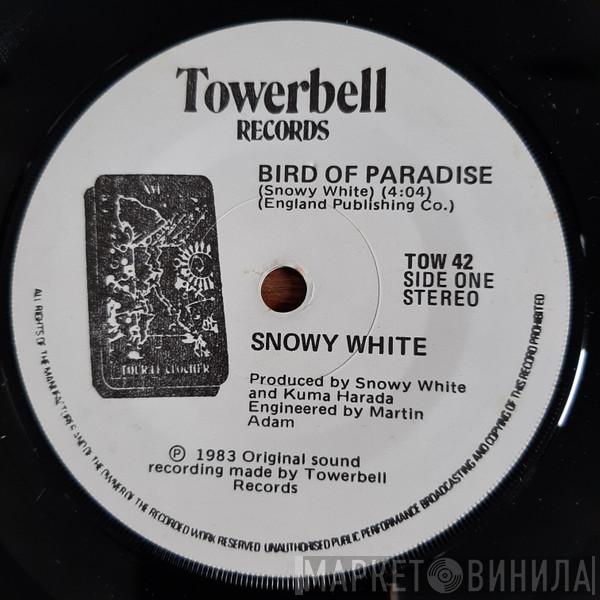 Towerbell
RECORDS
BIRD OF PARADISE
(Snowy White) (4:04)
(England Publishing Co.)
TOW 42
SIDE ONE
STEREO
SNOWY WHITE
Produced by Snowy White
and Kuma Harada
Engineered by Martin
Adam
Ⓟ 1983 Original sound
recording made by Towerbell
Records
XVI
ALL RIGHTS OF THE MANUFACTURER AND OF THE OWNER OF THE RECORDED WORK RESERVED UNAUTHORISED PUBLIC PERFORMANCE BROADCASTING AND COPYING OF THIS RECORD PROHIBITED
МАРКЕТ ВИНИЛА